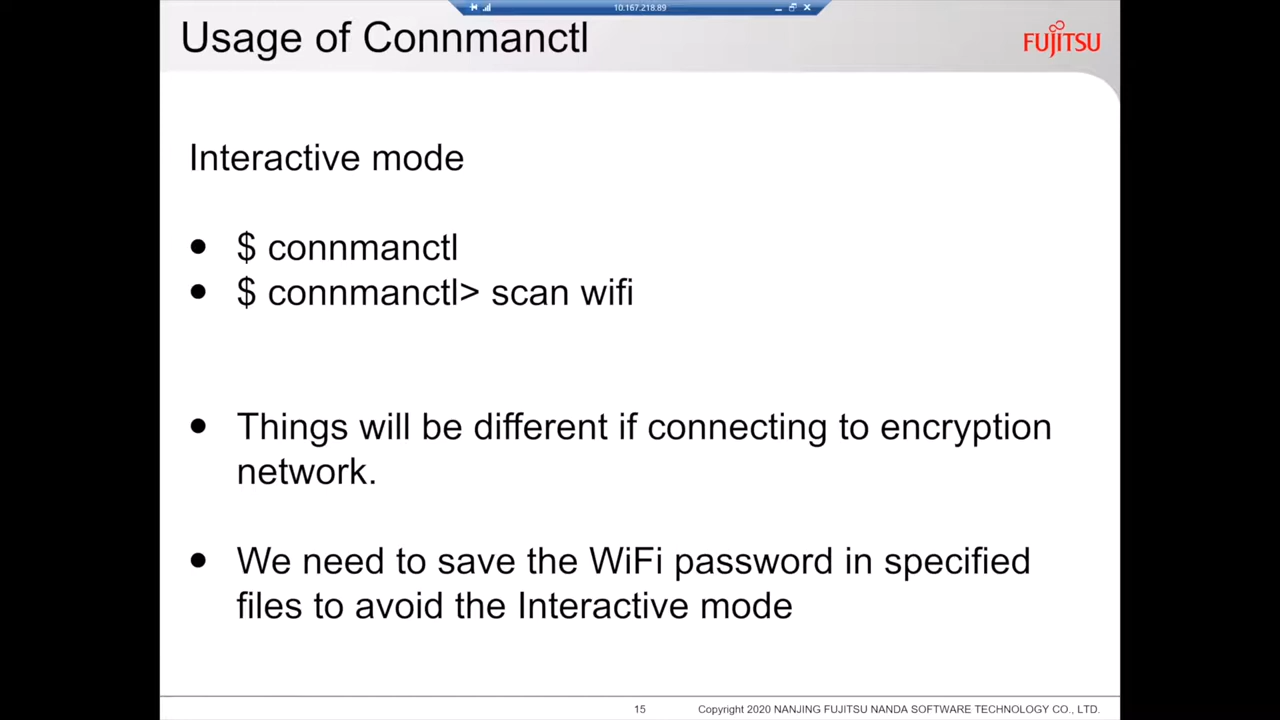 10.167.218.89
Usage of Connmanctl
FUJITSU
Interactive mode
● $ connmanctl
● $ connmanctl> scan wifi
● Things will be different if connecting to encryption
network.
● We need to save the WiFi password in specified
files to avoid the Interactive mode
15
Copyright 2020 NANJING FUJITSU NANDA SOFTWARE TECHNOLOGY CO., LTD.